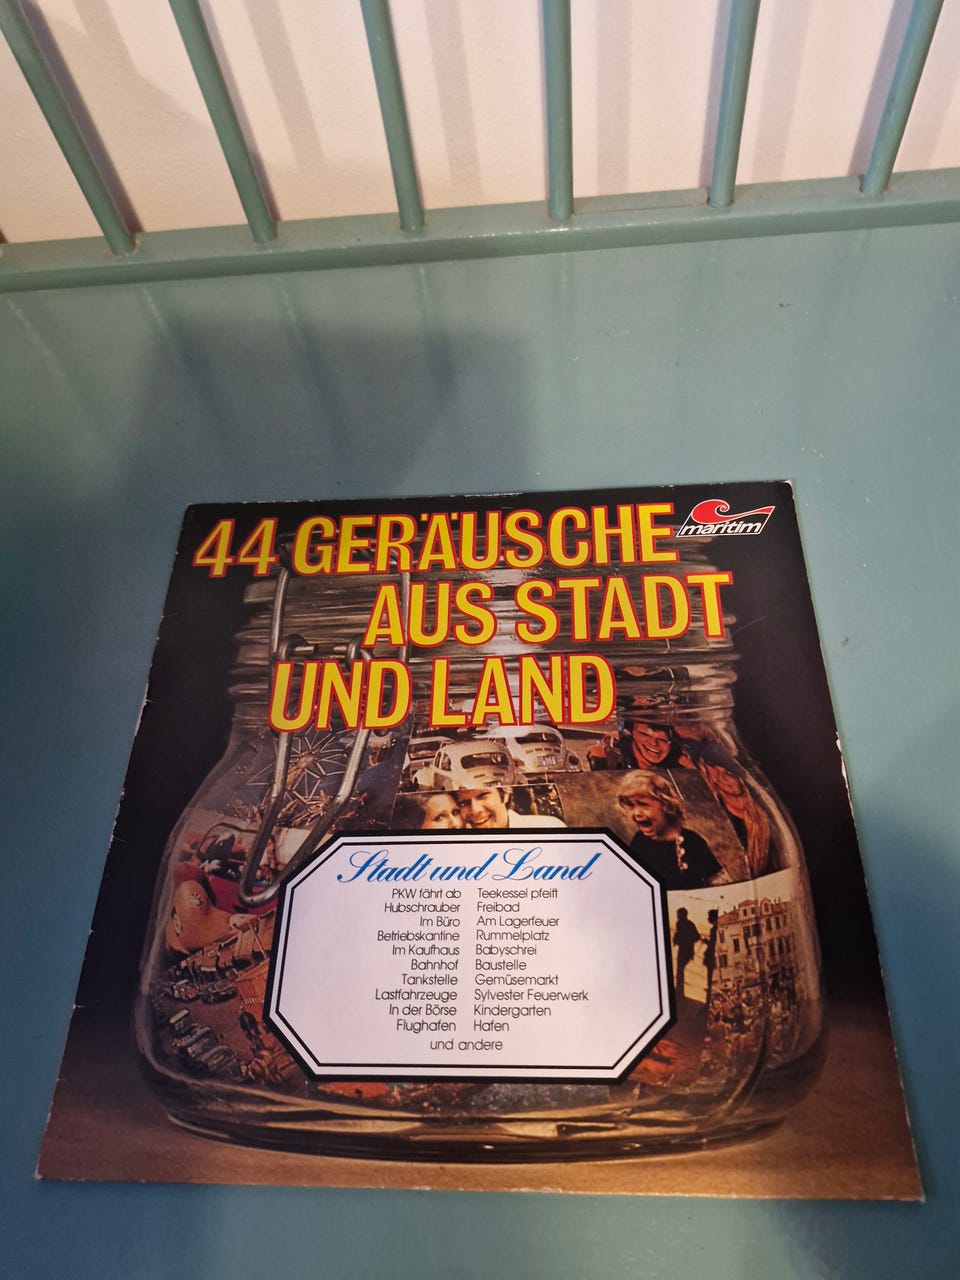 44 GERÄUSCHE
maritim
AUS STADT
UND LAND
Stadt und Land
PKW fährt ab Teekessel pfeift
Hubschrauber Freibad
Im Büro Am Lagerfeuer
Betriebskantine Rummelplatz
Im Kaufhaus Babyschrei
Bahnhof Baustelle
Tankstelle Gemüsemarkt
Lastfahrzeuge Sylvester Feuerwerk
In der Börse Kindergarten
Flughafen Hafen
und andere